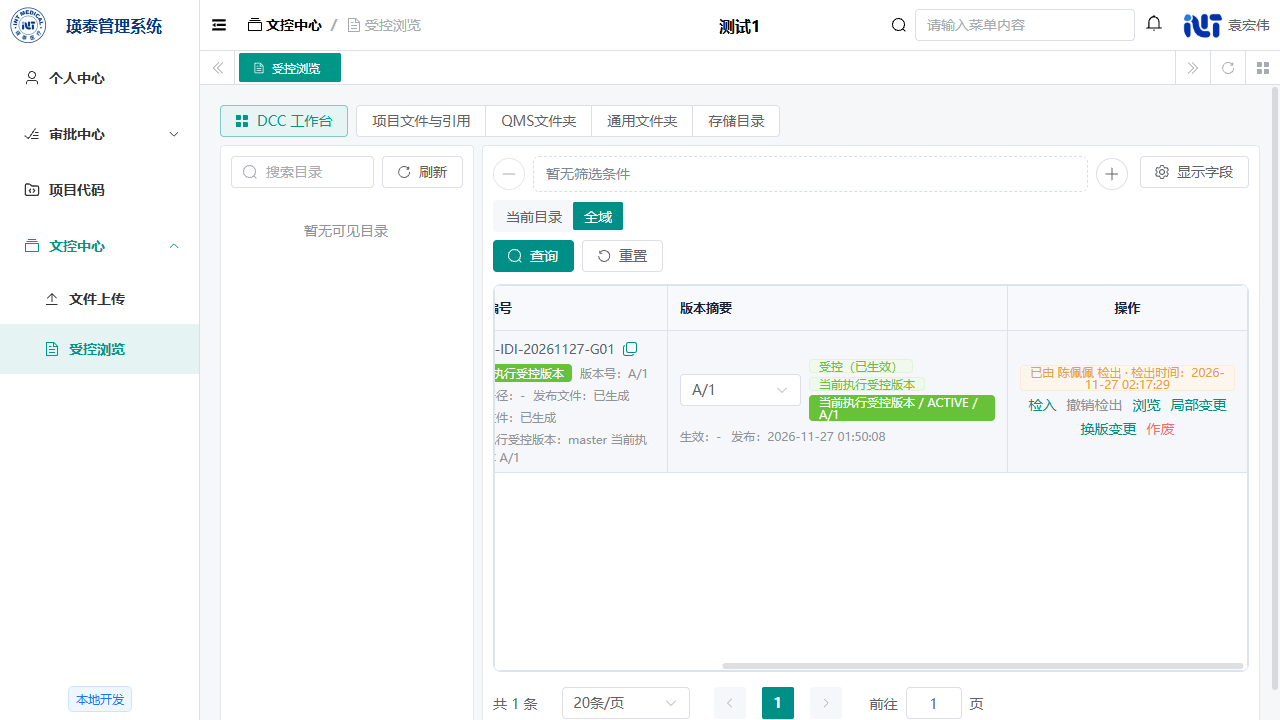 瑛泰管理系统
文控中心 / 受控浏览
测试1
请输入菜单内容
袁宏伟
个人中心
审批中心
项目代码
文控中心
文件上传
受控浏览
本地开发
受控浏览
DCC 工作台
项目文件与引用
QMS文件夹
通用文件夹
存储目录
搜索目录
刷新
暂无可见目录
暂无筛选条件
显示字段
当前目录
全域
查询
重置
号
版本摘要
操作
-IDI-20261127-G01
执行受控版本 版本号：A/1
径：- 发布文件：已生成
件：已生成
行受控版本：master 当前执
A/1
A/1
受控（已生效）
当前执行受控版本
当前执行受控版本 / ACTIVE /
A/1
生效：- 发布：2026-11-27 01:50:08
已由 陈佩佩 检出 · 检出时间：2026-
11-27 02:17:29
检入 撤销检出 浏览 局部变更
换版变更 作废
共 1 条
20条/页
1
前往 1 页